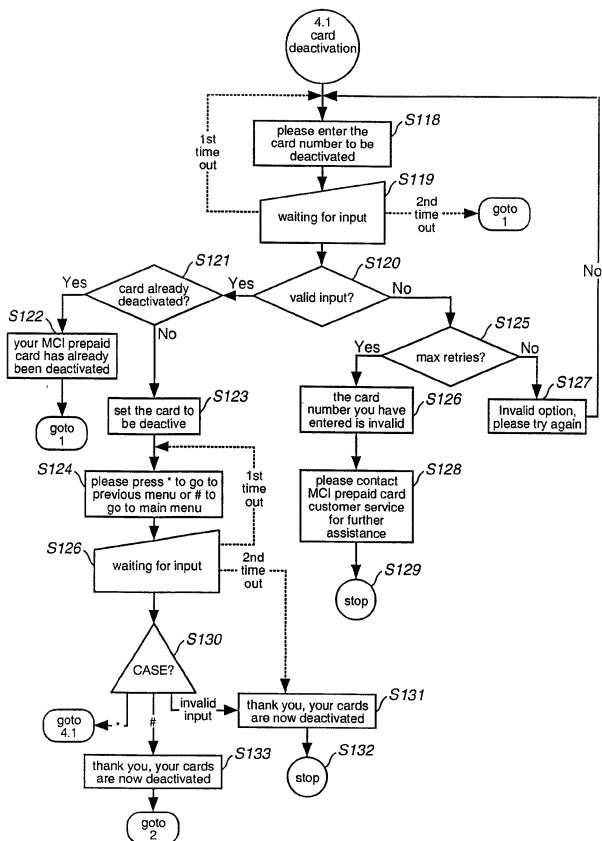 4.1
card
deactivation
S118
please enter the
card number to be
deactivated
1st
time
out
S119
waiting for input
2nd
time
out
goto
1
S120
valid input?
Yes
No
S121
card already
deactivated?
Yes
No
S122
your MCI prepaid
card has already
been deactivated
goto
1
S123
set the card to
be deactive
S125
max retries?
Yes
No
No
S126
the card
number you have
entered is invalid
S127
Invalid option,
please try again
S124
please press * to go to
previous menu or # to
go to main menu
1st
time
out
S128
please contact
MCI prepaid card
customer service
for further
assistance
S126
waiting for input
2nd
time
out
S129
stop
S130
CASE?
invalid
input
*
#
goto
4.1
S131
thank you, your cards
are now deactivated
S132
stop
S133
thank you, your cards
are now deactivated
goto
2